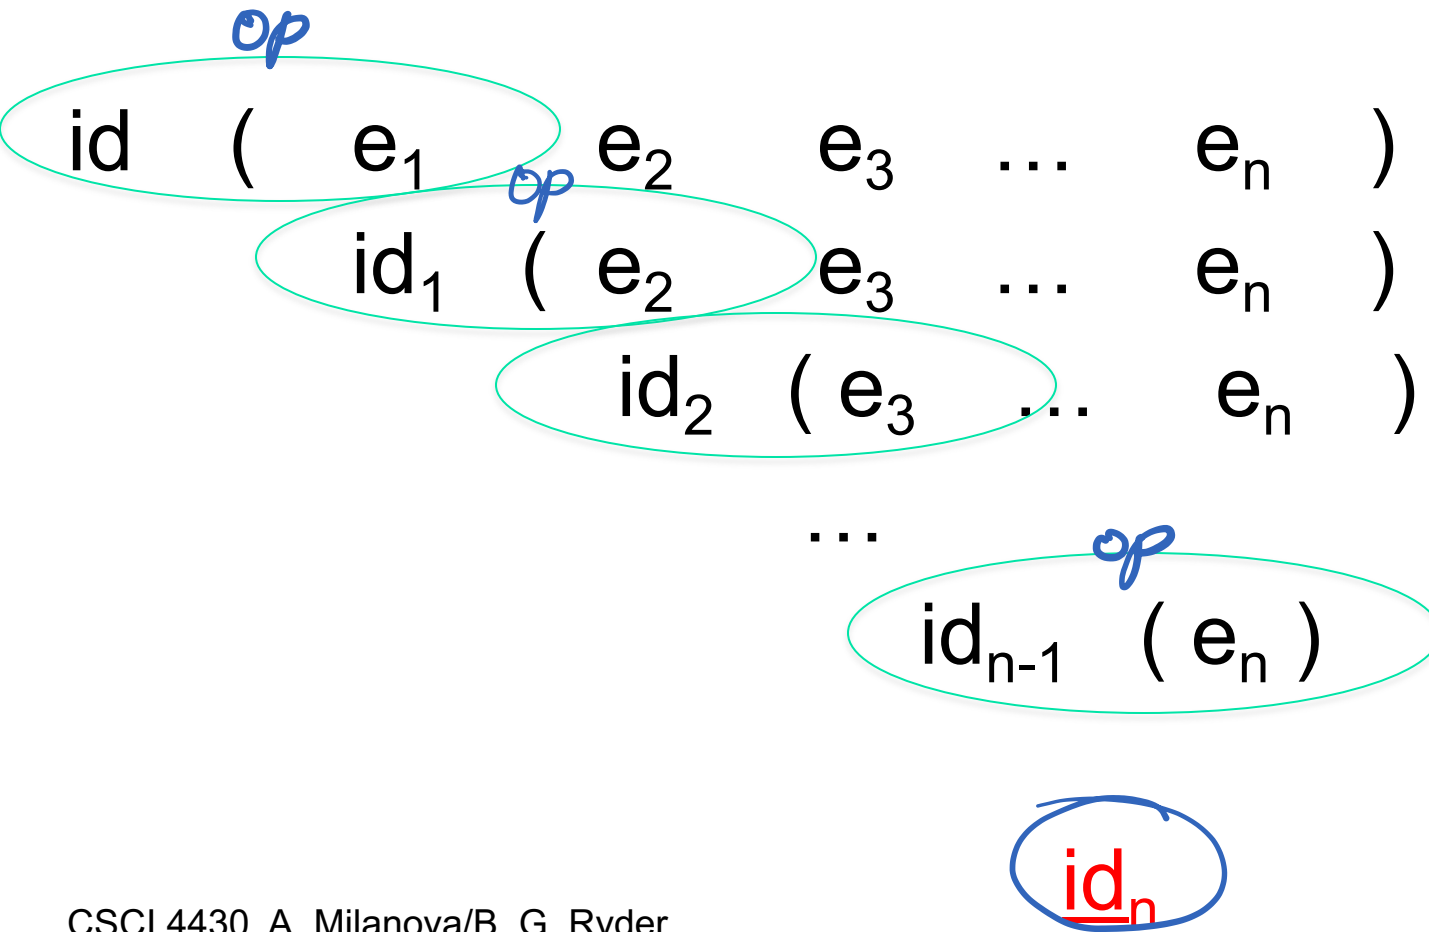 op
id ( e₁ e₂ e₃ … eₙ )
op
id₁ ( e₂ e₃ … eₙ )
id₂ ( e₃ … eₙ )
…
op
idₙ₋₁ ( eₙ )
idₙ
CSCI 4430, A. Milanova/B. G. Ryder